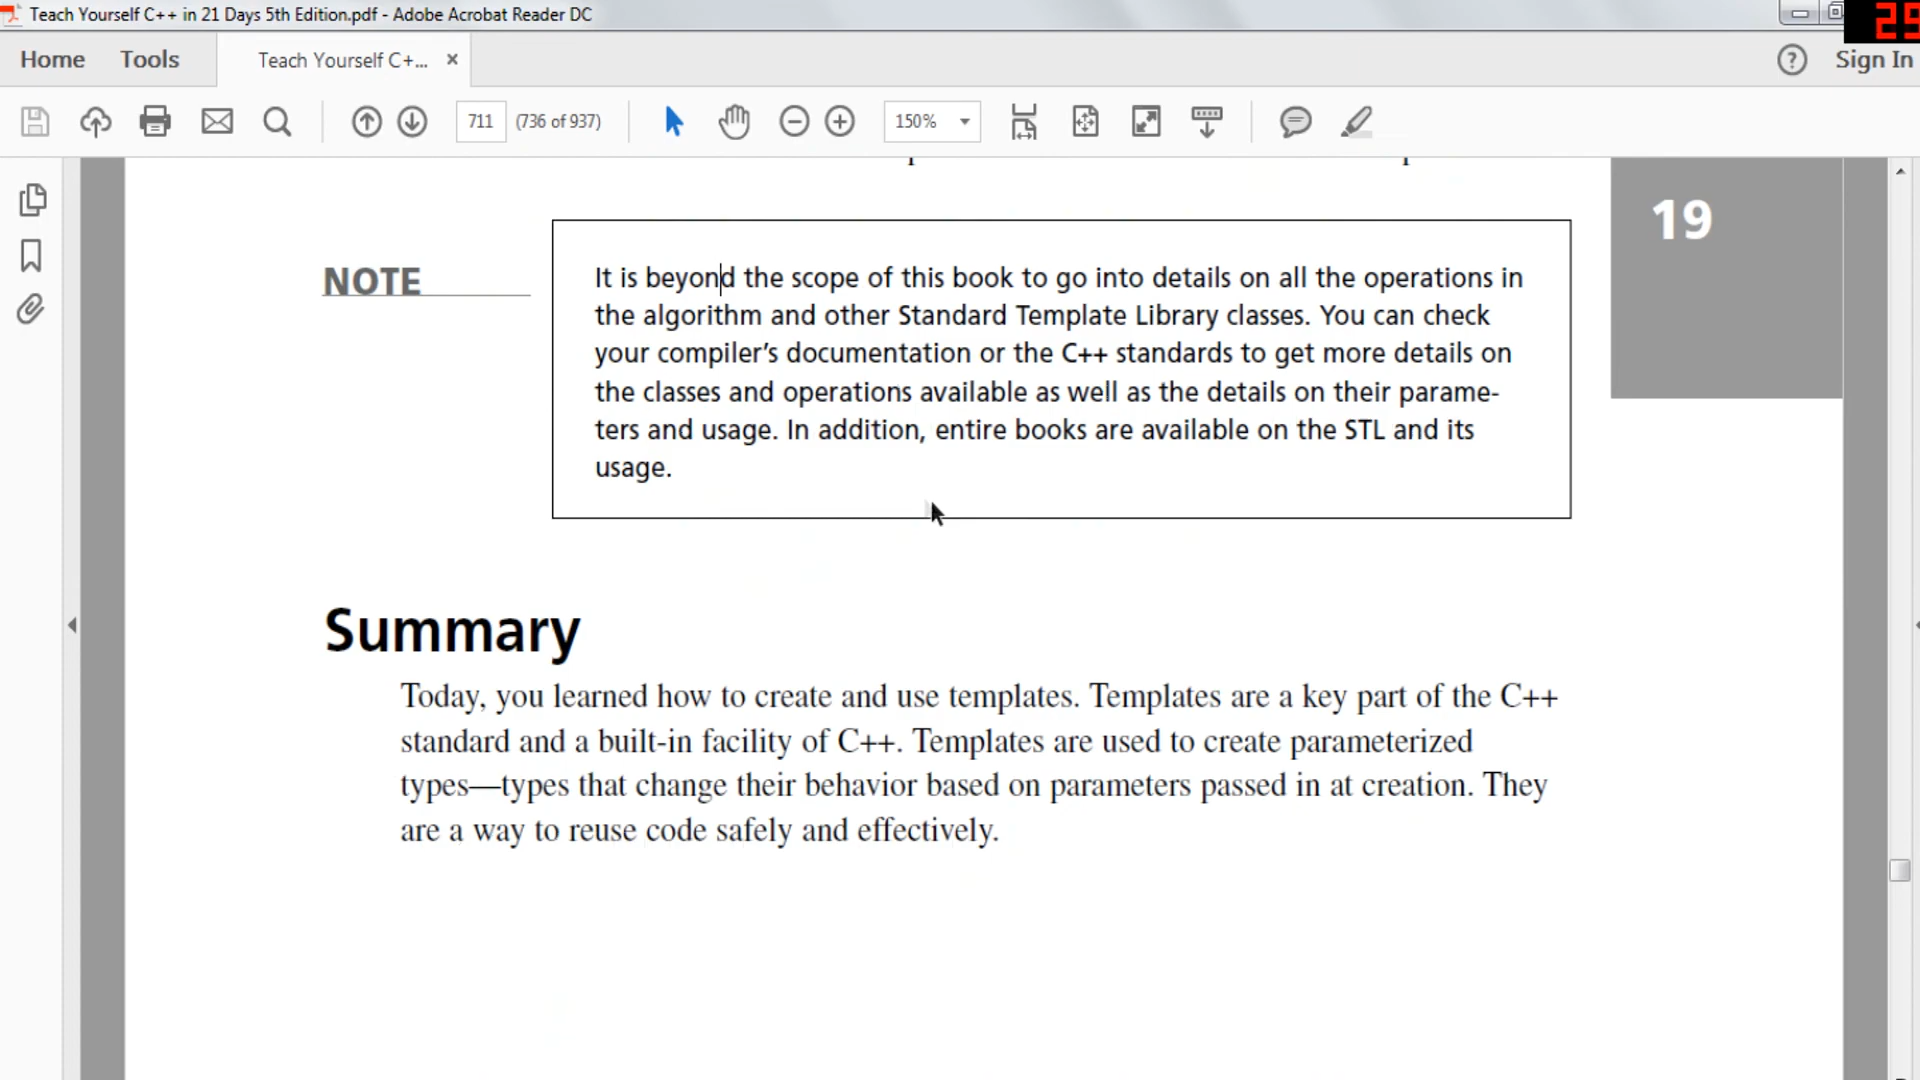 Teach Yourself C++ in 21 Days 5th Edition.pdf - Adobe Acrobat Reader DC
29
Home
Tools
Teach Yourself C+...
Sign In
711
(736 of 937)
150%
19
NOTE
It is beyond the scope of this book to go into details on all the operations in
the algorithm and other Standard Template Library classes. You can check
your compiler's documentation or the C++ standards to get more details on
the classes and operations available as well as the details on their parame-
ters and usage. In addition, entire books are available on the STL and its
usage.
Summary
Today, you learned how to create and use templates. Templates are a key part of the C++
standard and a built-in facility of C++. Templates are used to create parameterized
types—types that change their behavior based on parameters passed in at creation. They
are a way to reuse code safely and effectively.